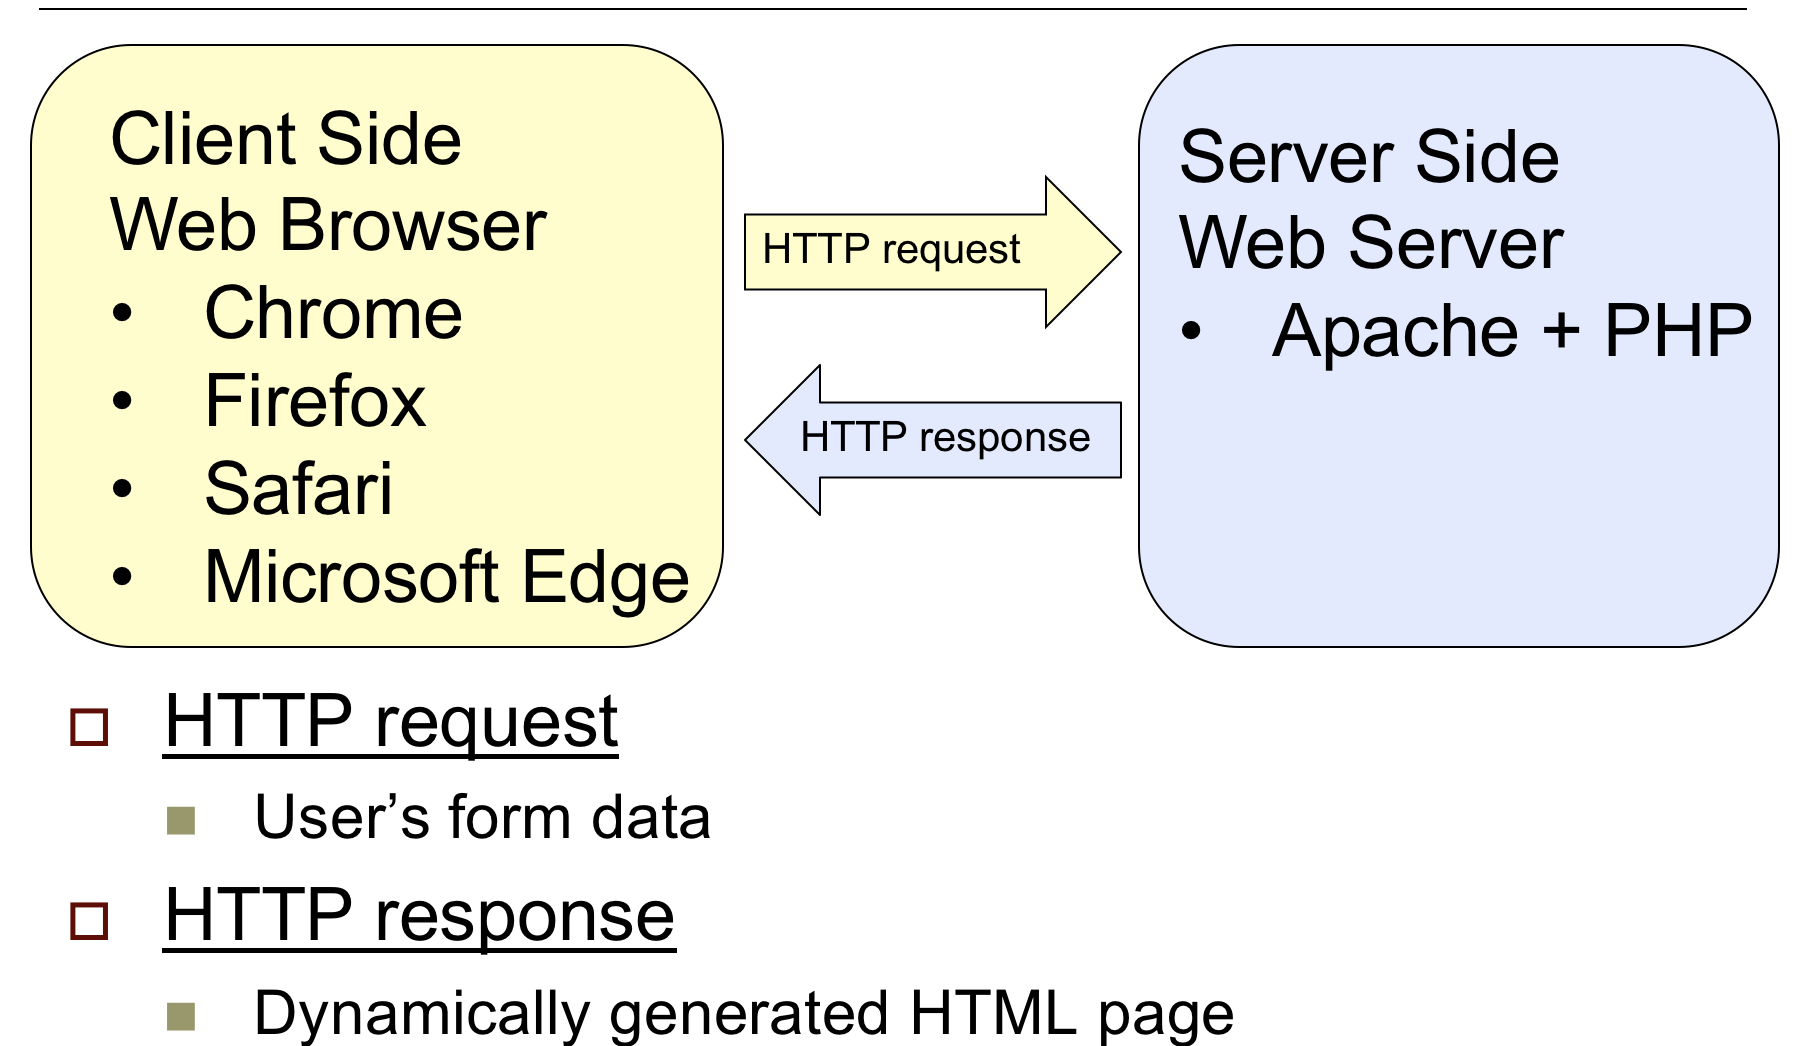 Client Side
Web Browser
• Chrome
• Firefox
• Safari
• Microsoft Edge
HTTP request
HTTP response
Server Side
Web Server
• Apache + PHP
HTTP request
User’s form data
HTTP response
Dynamically generated HTML page